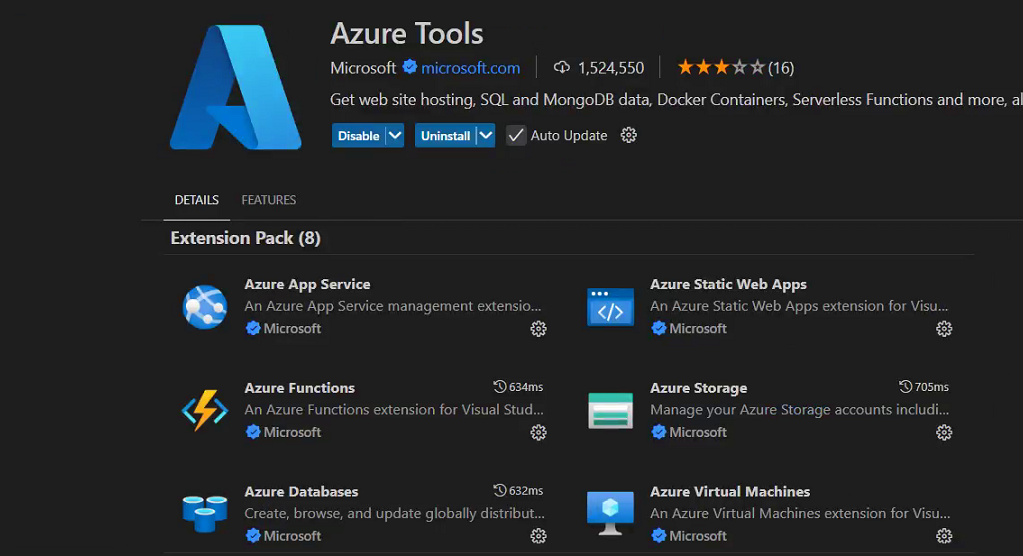 Azure Tools
Microsoft microsoft.com 1,524,550 (16)
Get web site hosting, SQL and MongoDB data, Docker Containers, Serverless Functions and more, al
Disable Uninstall Auto Update
DETAILS FEATURES
Extension Pack (8)
Azure App Service
An Azure App Service management extensio...
Microsoft
Azure Static Web Apps
An Azure Static Web Apps extension for Visu...
Microsoft
Azure Functions 634ms
An Azure Functions extension for Visual Stud...
Microsoft
Azure Storage 705ms
Manage your Azure Storage accounts includi...
Microsoft
Azure Databases 632ms
Create, browse, and update globally distribut...
Microsoft
Azure Virtual Machines
An Azure Virtual Machines extension for Visu...
Microsoft